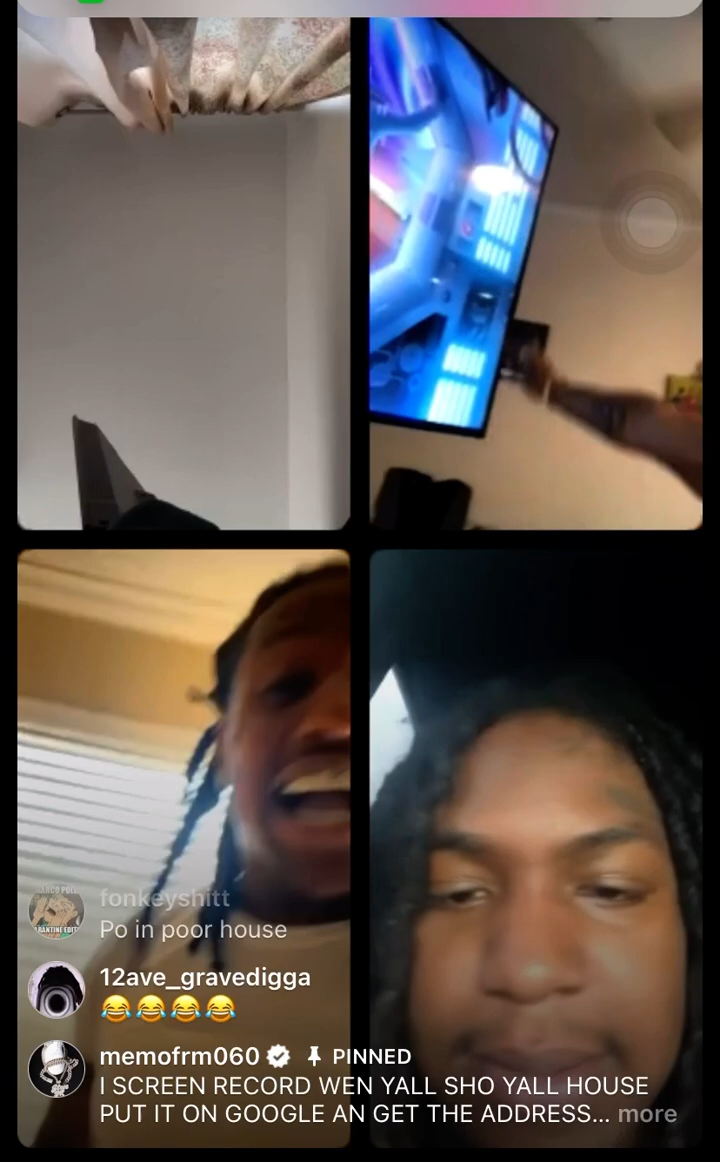 fonkeyshitt
Po in poor house
12ave_gravedigga
😂😂😂😂
memofrm060 PINNED
I SCREEN RECORD WEN YALL SHO YALL HOUSE
PUT IT ON GOOGLE AN GET THE ADDRESS... more